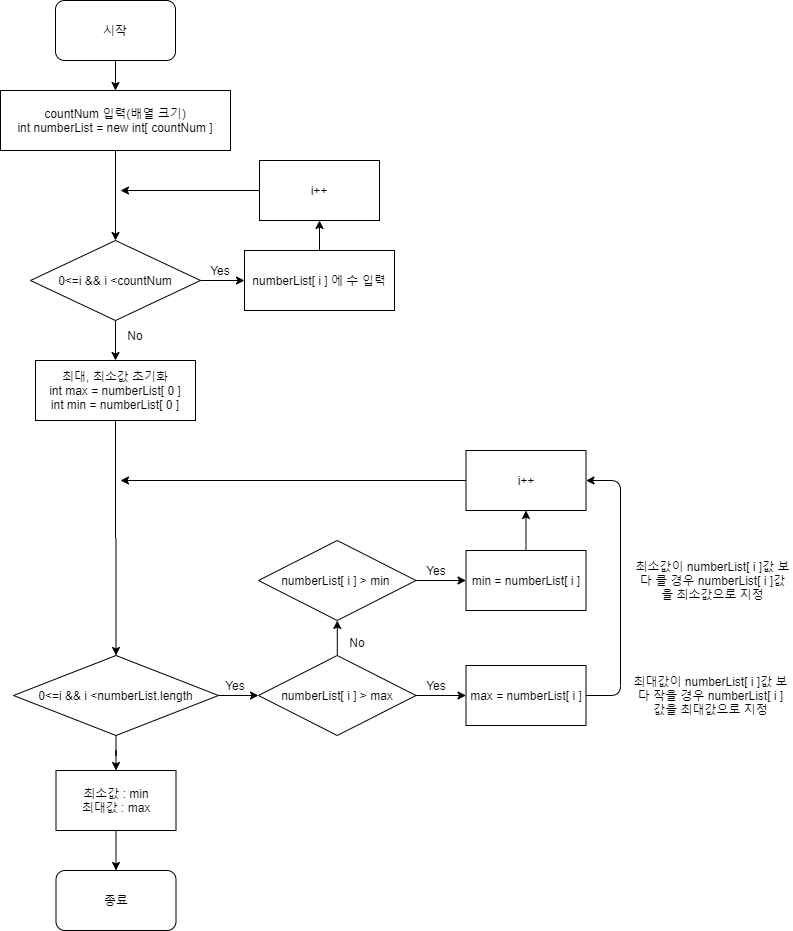 시작
countNum 입력(배열 크기)
int numberList = new int[ countNum ]
i++
0<=i && i <countNum
Yes
numberList[ i ] 에 수 입력
No
최대, 최소값 초기화
int max = numberList[ 0 ]
int min = numberList[ 0 ]
i++
numberList[ i ] > min
Yes
min = numberList[ i ]
최소값이 numberList[ i ]값 보
다 클 경우 numberList[ i ]값
을 최소값으로 지정
No
0<=i && i <numberList.length
Yes
numberList[ i ] > max
Yes
max = numberList[ i ]
최대값이 numberList[ i ]값 보
다 작을 경우 numberList[ i ]
값을 최대값으로 지정
최소값 : min
최대값 : max
종료